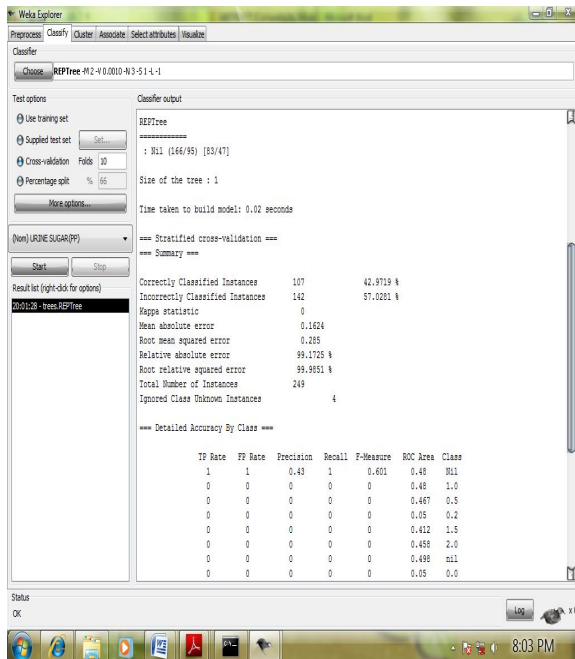 Weka Explorer
Preprocess Classify Cluster Associate Select attributes Visualize
Classifier
Choose REPTree -M 2 -V 0.0010 -N 3 -S 1 -L -1
Test options
Use training set
Supplied test set Set...
Cross-validation Folds 10
Percentage split % 66
More options...
(Nom) URINE SUGAR(PP)
Start Stop
Result list (right-click for options)
20:01:28 - trees.REPTree
Classifier output
REPTree
============
: Nil (166/95) [83/47]
Size of the tree : 1
Time taken to build model: 0.02 seconds
=== Stratified cross-validation ===
=== Summary ===
Correctly Classified Instances 107 42.9719 %
Incorrectly Classified Instances 142 57.0281 %
Kappa statistic 0
Mean absolute error 0.1624
Root mean squared error 0.285
Relative absolute error 99.1725 %
Root relative squared error 99.9851 %
Total Number of Instances 249
Ignored Class Unknown Instances 4
=== Detailed Accuracy By Class ===
TP Rate FP Rate Precision Recall F-Measure ROC Area Class
1 1 0.43 1 0.601 0.48 Nil
0 0 0 0 0 0.48 1.0
0 0 0 0 0 0.467 0.5
0 0 0 0 0 0.05 0.2
0 0 0 0 0 0.412 1.5
0 0 0 0 0 0.458 2.0
0 0 0 0 0 0.498 nil
0 0 0 0 0 0.05 0.0
Status
OK
Log
x
8:03 PM